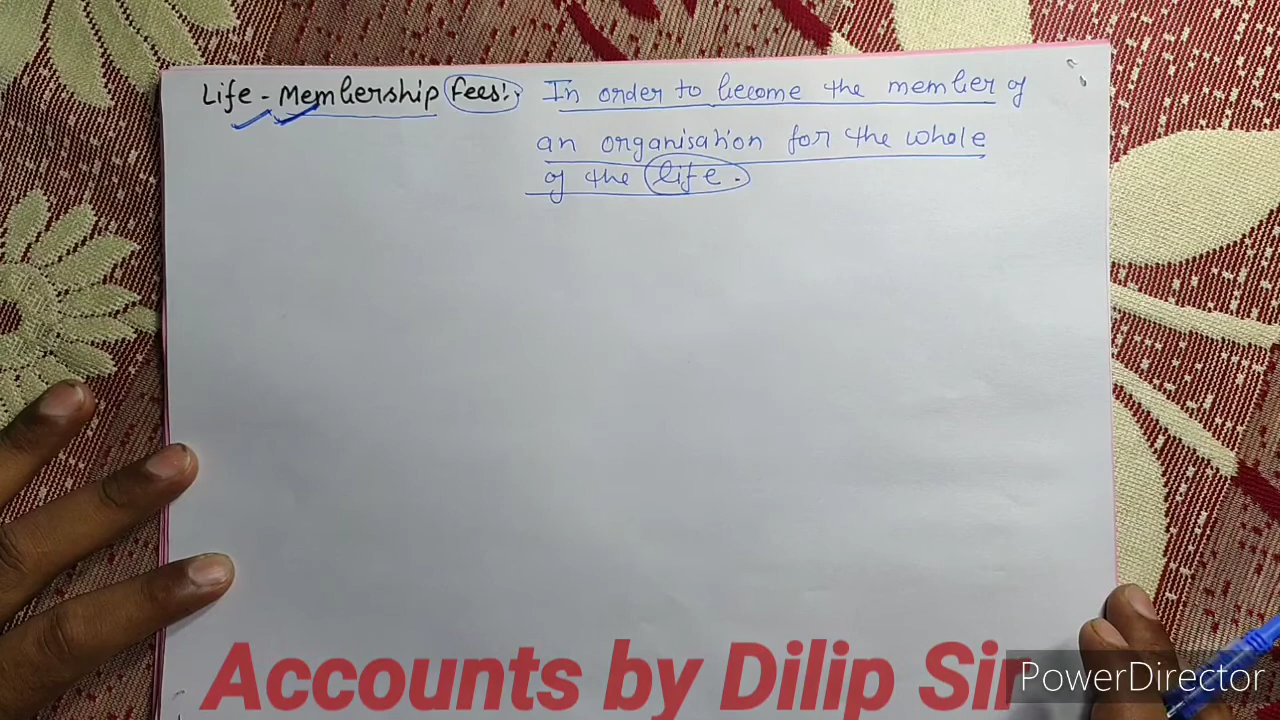 Life - Membership Fees:- In order to become the member of
an organisation for the whole
of the life.
Accounts by Dilip Sir
PowerDirector